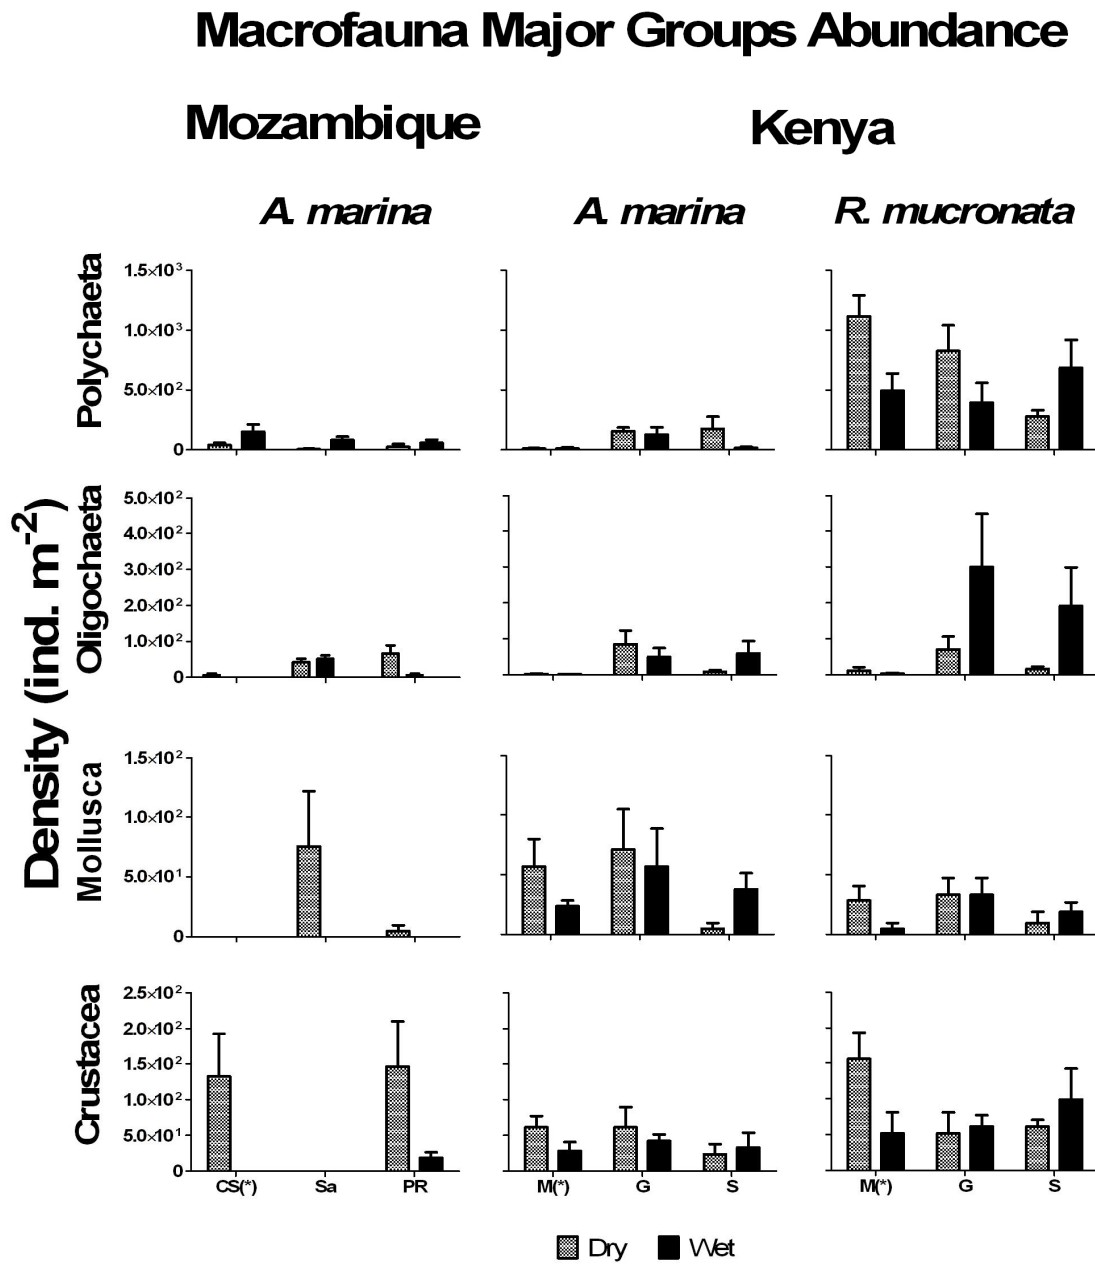 Macrofauna Major Groups Abundance
Mozambique
Kenya
A. marina
A. marina
R. mucronata
Density (ind. m-2)
Polychaeta
1.5×10³
1.0×10³
5.0×10²
0
Oligochaeta
5.0×10²
4.0×10²
3.0×10²
2.0×10²
1.0×10²
0
Mollusca
1.5×10²
1.0×10²
5.0×10¹
0
Crustacea
2.5×10²
2.0×10²
1.5×10²
1.0×10²
5.0×10¹
0
CS(*) Sa PR
M(*) G S
M(*) G S
Dry Wet